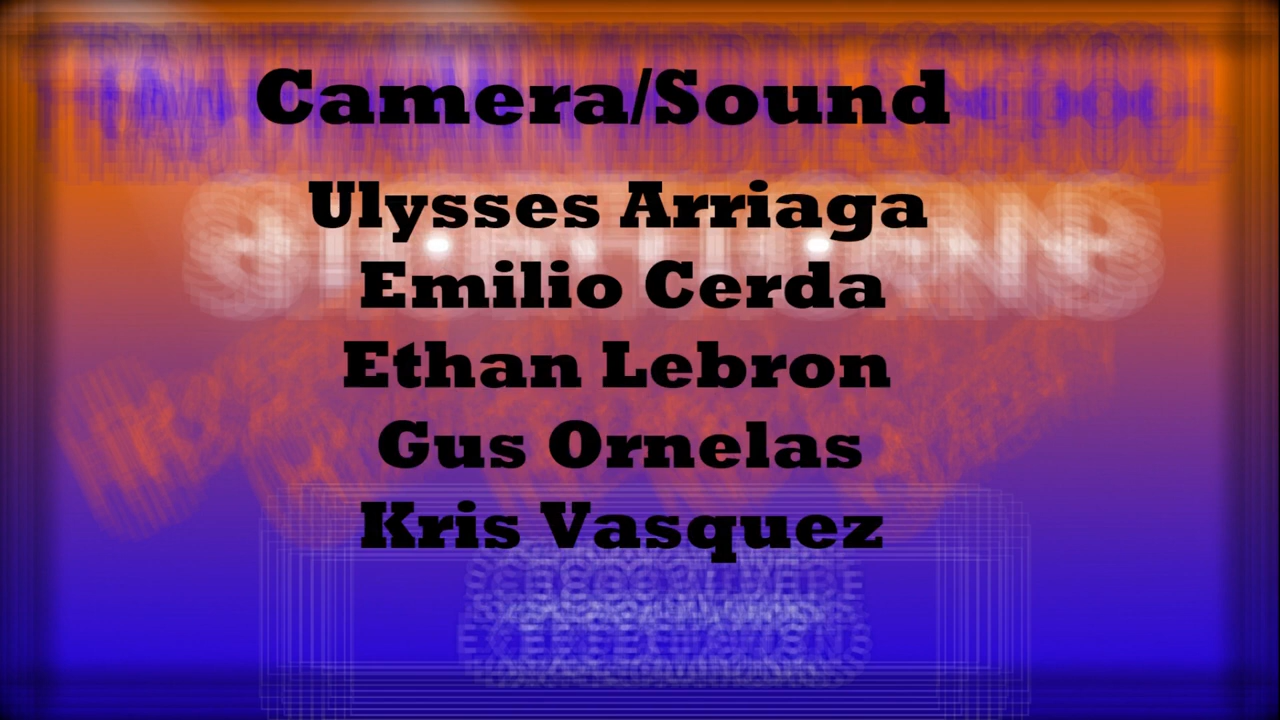 Camera/Sound
Ulysses Arriaga
Emilio Cerda
Ethan Lebron
Gus Ornelas
Kris Vasquez